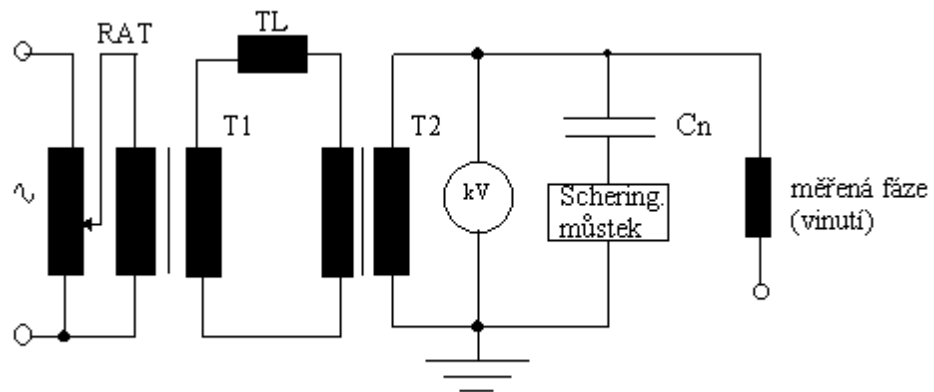 RAT
TL
T1
T2
Cn
kV
Schering.
můstek
měřená fáze
(vinutí)